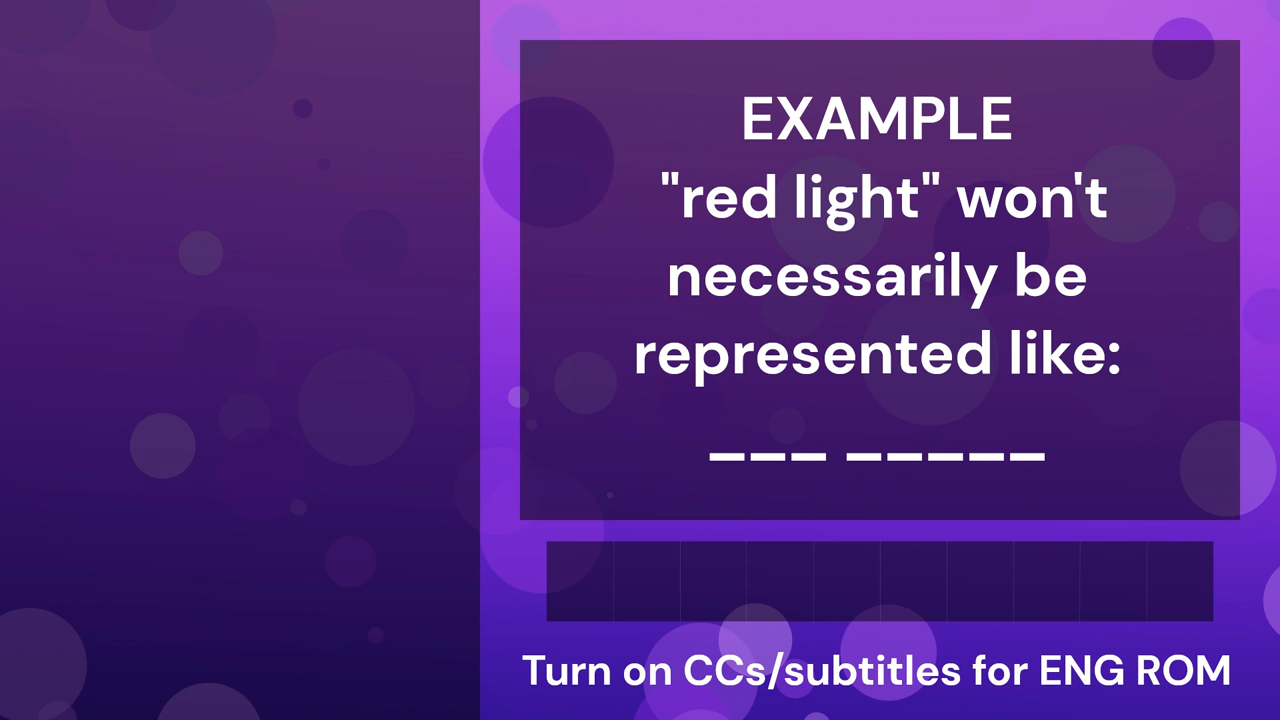 EXAMPLE
"red light" won't
necessarily be
represented like:
___ _____
Turn on CCs/subtitles for ENG ROM